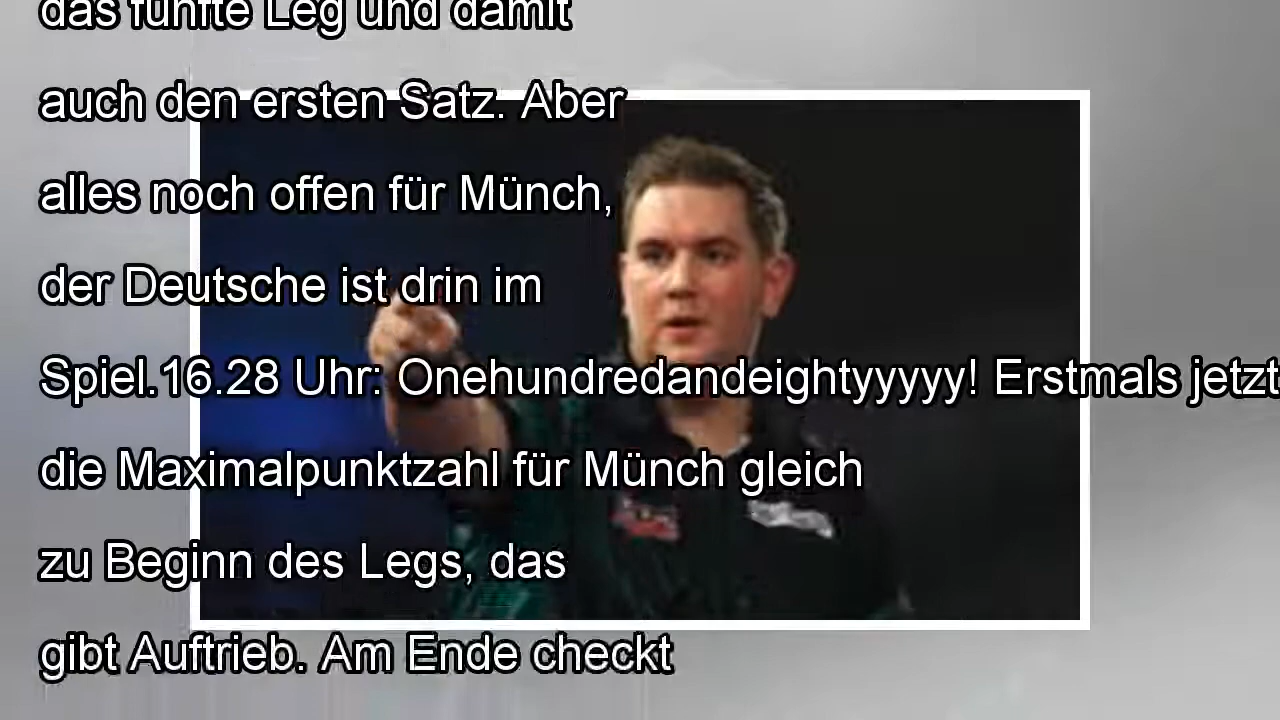 das fünfte Leg und damit
auch den ersten Satz. Aber
alles noch offen für Münch,
der Deutsche ist drin im
Spiel.16.28 Uhr: Onehundredandeightyyyyy! Erstmals jetzt
die Maximalpunktzahl für Münch gleich
zu Beginn des Legs, das
gibt Auftrieb. Am Ende checkt